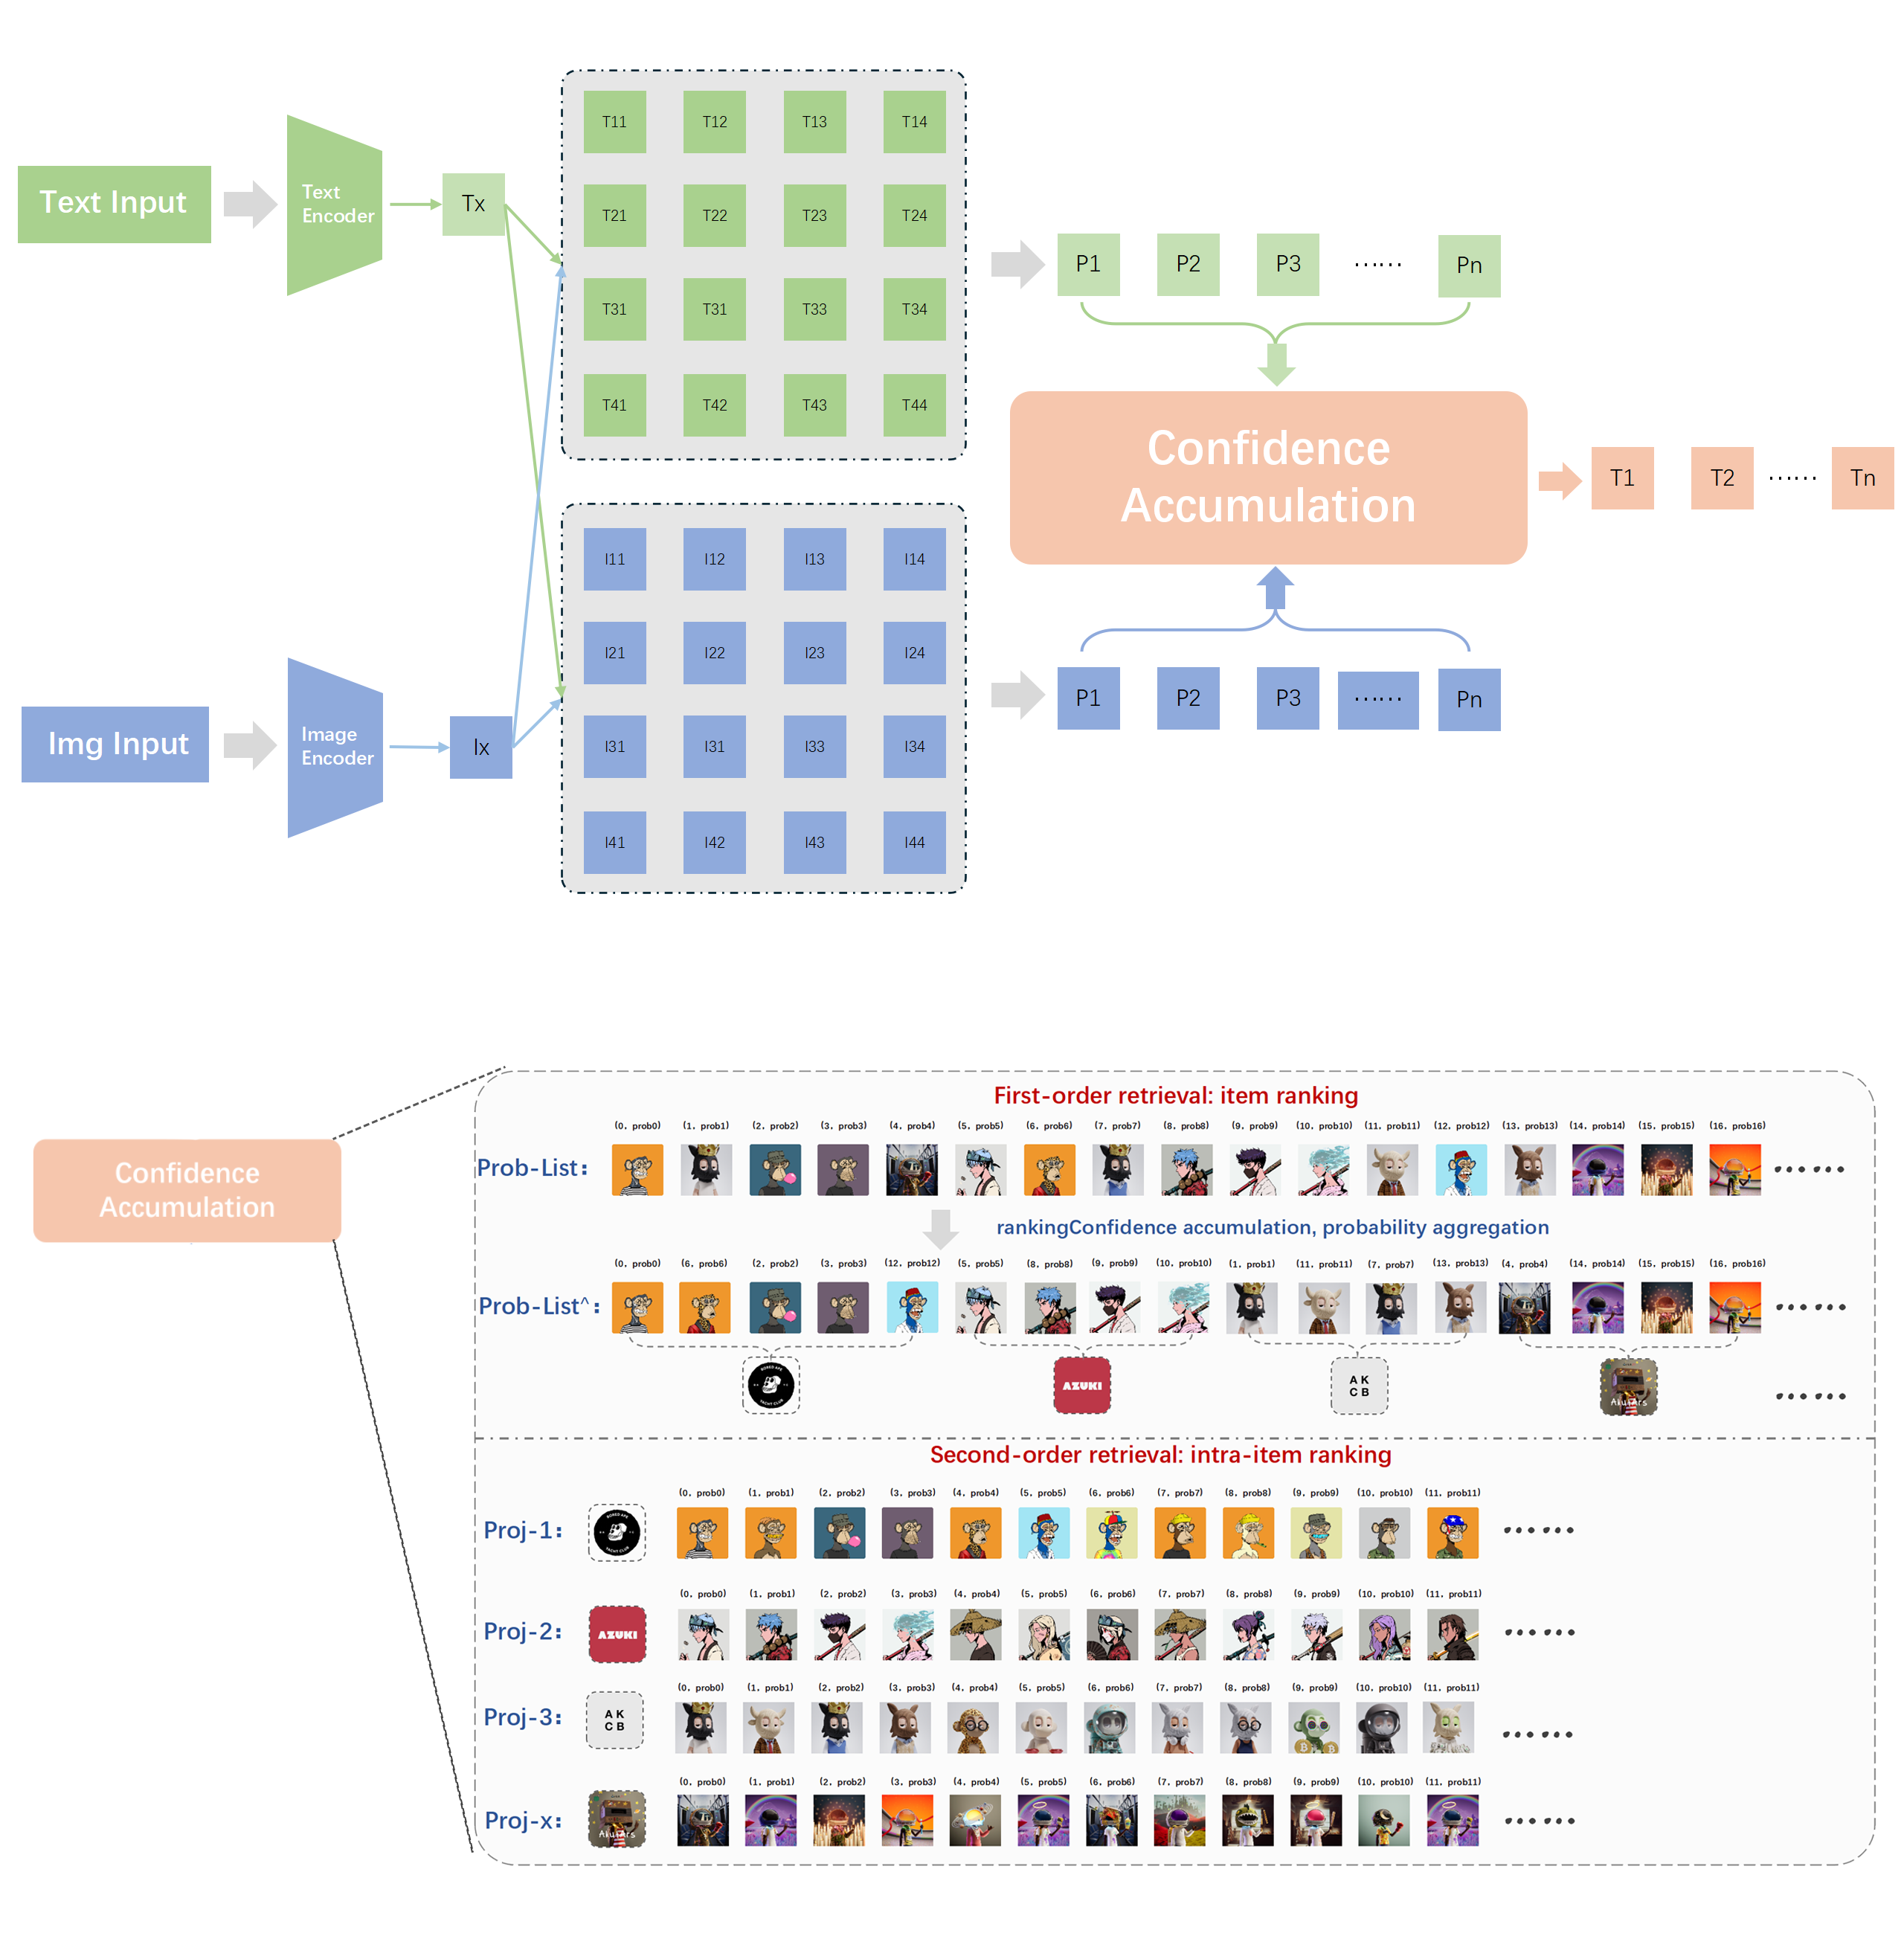 T11 T12 T13 T14
Text Input
Text
Encoder
Tx
T21 T22 T23 T24
P1 P2 P3 ······ Pn
T31 T31 T33 T34
T41 T42 T43 T44
Confidence
Accumulation
T1 T2 ······ Tn
I11 I12 I13 I14
I21 I22 I23 I24
P1 P2 P3 ······ Pn
Img Input
Image
Encoder
Ix
I31 I31 I33 I34
I41 I42 I43 I44
Confidence
Accumulation
First-order retrieval: item ranking
(0, prob0) (1, prob1) (2, prob2) (3, prob3) (4, prob4) (5, prob5) (6, prob6) (7, prob7) (8, prob8) (9, prob9) (10, prob10) (11, prob11) (12, prob12) (13, prob13) (14, prob14) (15, prob15) (16, prob16)
Prob-List: ······
rankingConfidence accumulation, probability aggregation
(0, prob0) (6, prob6) (2, prob2) (3, prob3) (12, prob12) (5, prob5) (8, prob8) (9, prob9) (10, prob10) (1, prob1) (11, prob11) (7, prob7) (13, prob13) (4, prob4) (14, prob14) (15, prob15) (16, prob16)
Prob-List^: ······
BORED APE
YACHT CLUB
AZUKI
A K
C B
AkuTArs
······
Second-order retrieval: intra-item ranking
(0, prob0) (1, prob1) (2, prob2) (3, prob3) (4, prob4) (5, prob5) (6, prob6) (7, prob7) (8, prob8) (9, prob9) (10, prob10) (11, prob11)
Proj-1: ······
BORED APE
YACHT CLUB
(0, prob0) (1, prob1) (2, prob2) (3, prob3) (4, prob4) (5, prob5) (6, prob6) (7, prob7) (8, prob8) (9, prob9) (10, prob10) (11, prob11)
Proj-2: AZUKI ······
(0, prob0) (1, prob1) (2, prob2) (3, prob3) (4, prob4) (5, prob5) (6, prob6) (7, prob7) (8, prob8) (9, prob9) (10, prob10) (11, prob11)
Proj-3: ······
A K
C B
(0, prob0) (1, prob1) (2, prob2) (3, prob3) (4, prob4) (5, prob5) (6, prob6) (7, prob7) (8, prob8) (9, prob9) (10, prob10) (11, prob11)
Proj-x: ······
AkuTArs